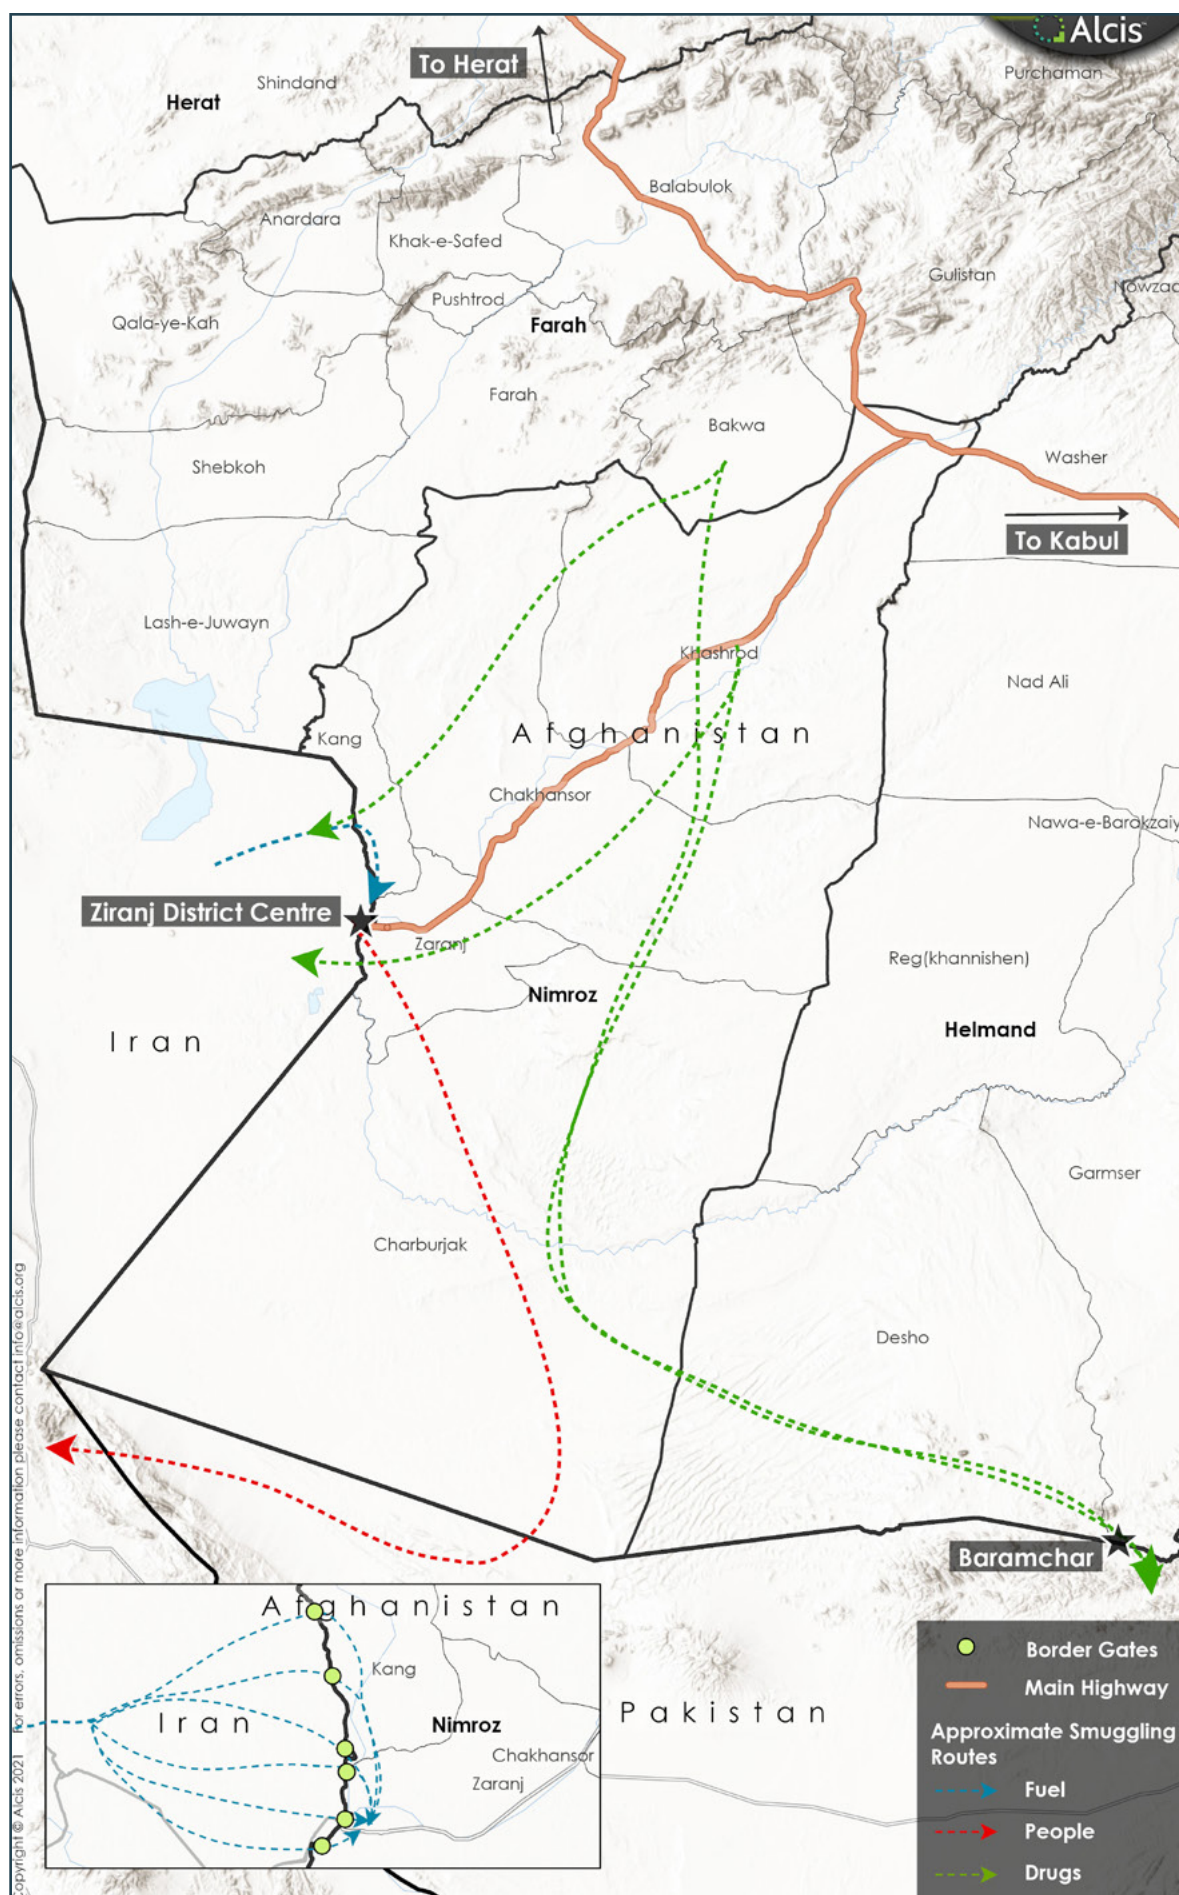 Alcis
To Herat
Purchaman
Shindand
Herat
Balabulok
Anardara
Khak-e-Safed
Gulistan
Nowzad
Pushtrod
Qala-ye-Kah
Farah
Farah
Bakwa
Washer
Shebkoh
To Kabul
Lash-e-Juwayn
Khashrod
Nad Ali
Afghanistan
Kang
Chakhansor
Nawa-e-Barakzaiy
Ziranj District Centre
Zaranj
Reg(khannishen)
Nimroz
Helmand
Iran
Garmser
Charburjak
Desho
Baramchar
Afghanistan
Kang
Iran
Nimroz
Chakhansor
Zaranj
Pakistan
Border Gates
Main Highway
Approximate Smuggling
Routes
Fuel
People
Drugs
Copyright © Alcis 2021 For errors, omissions or more information please contact info@alcis.org